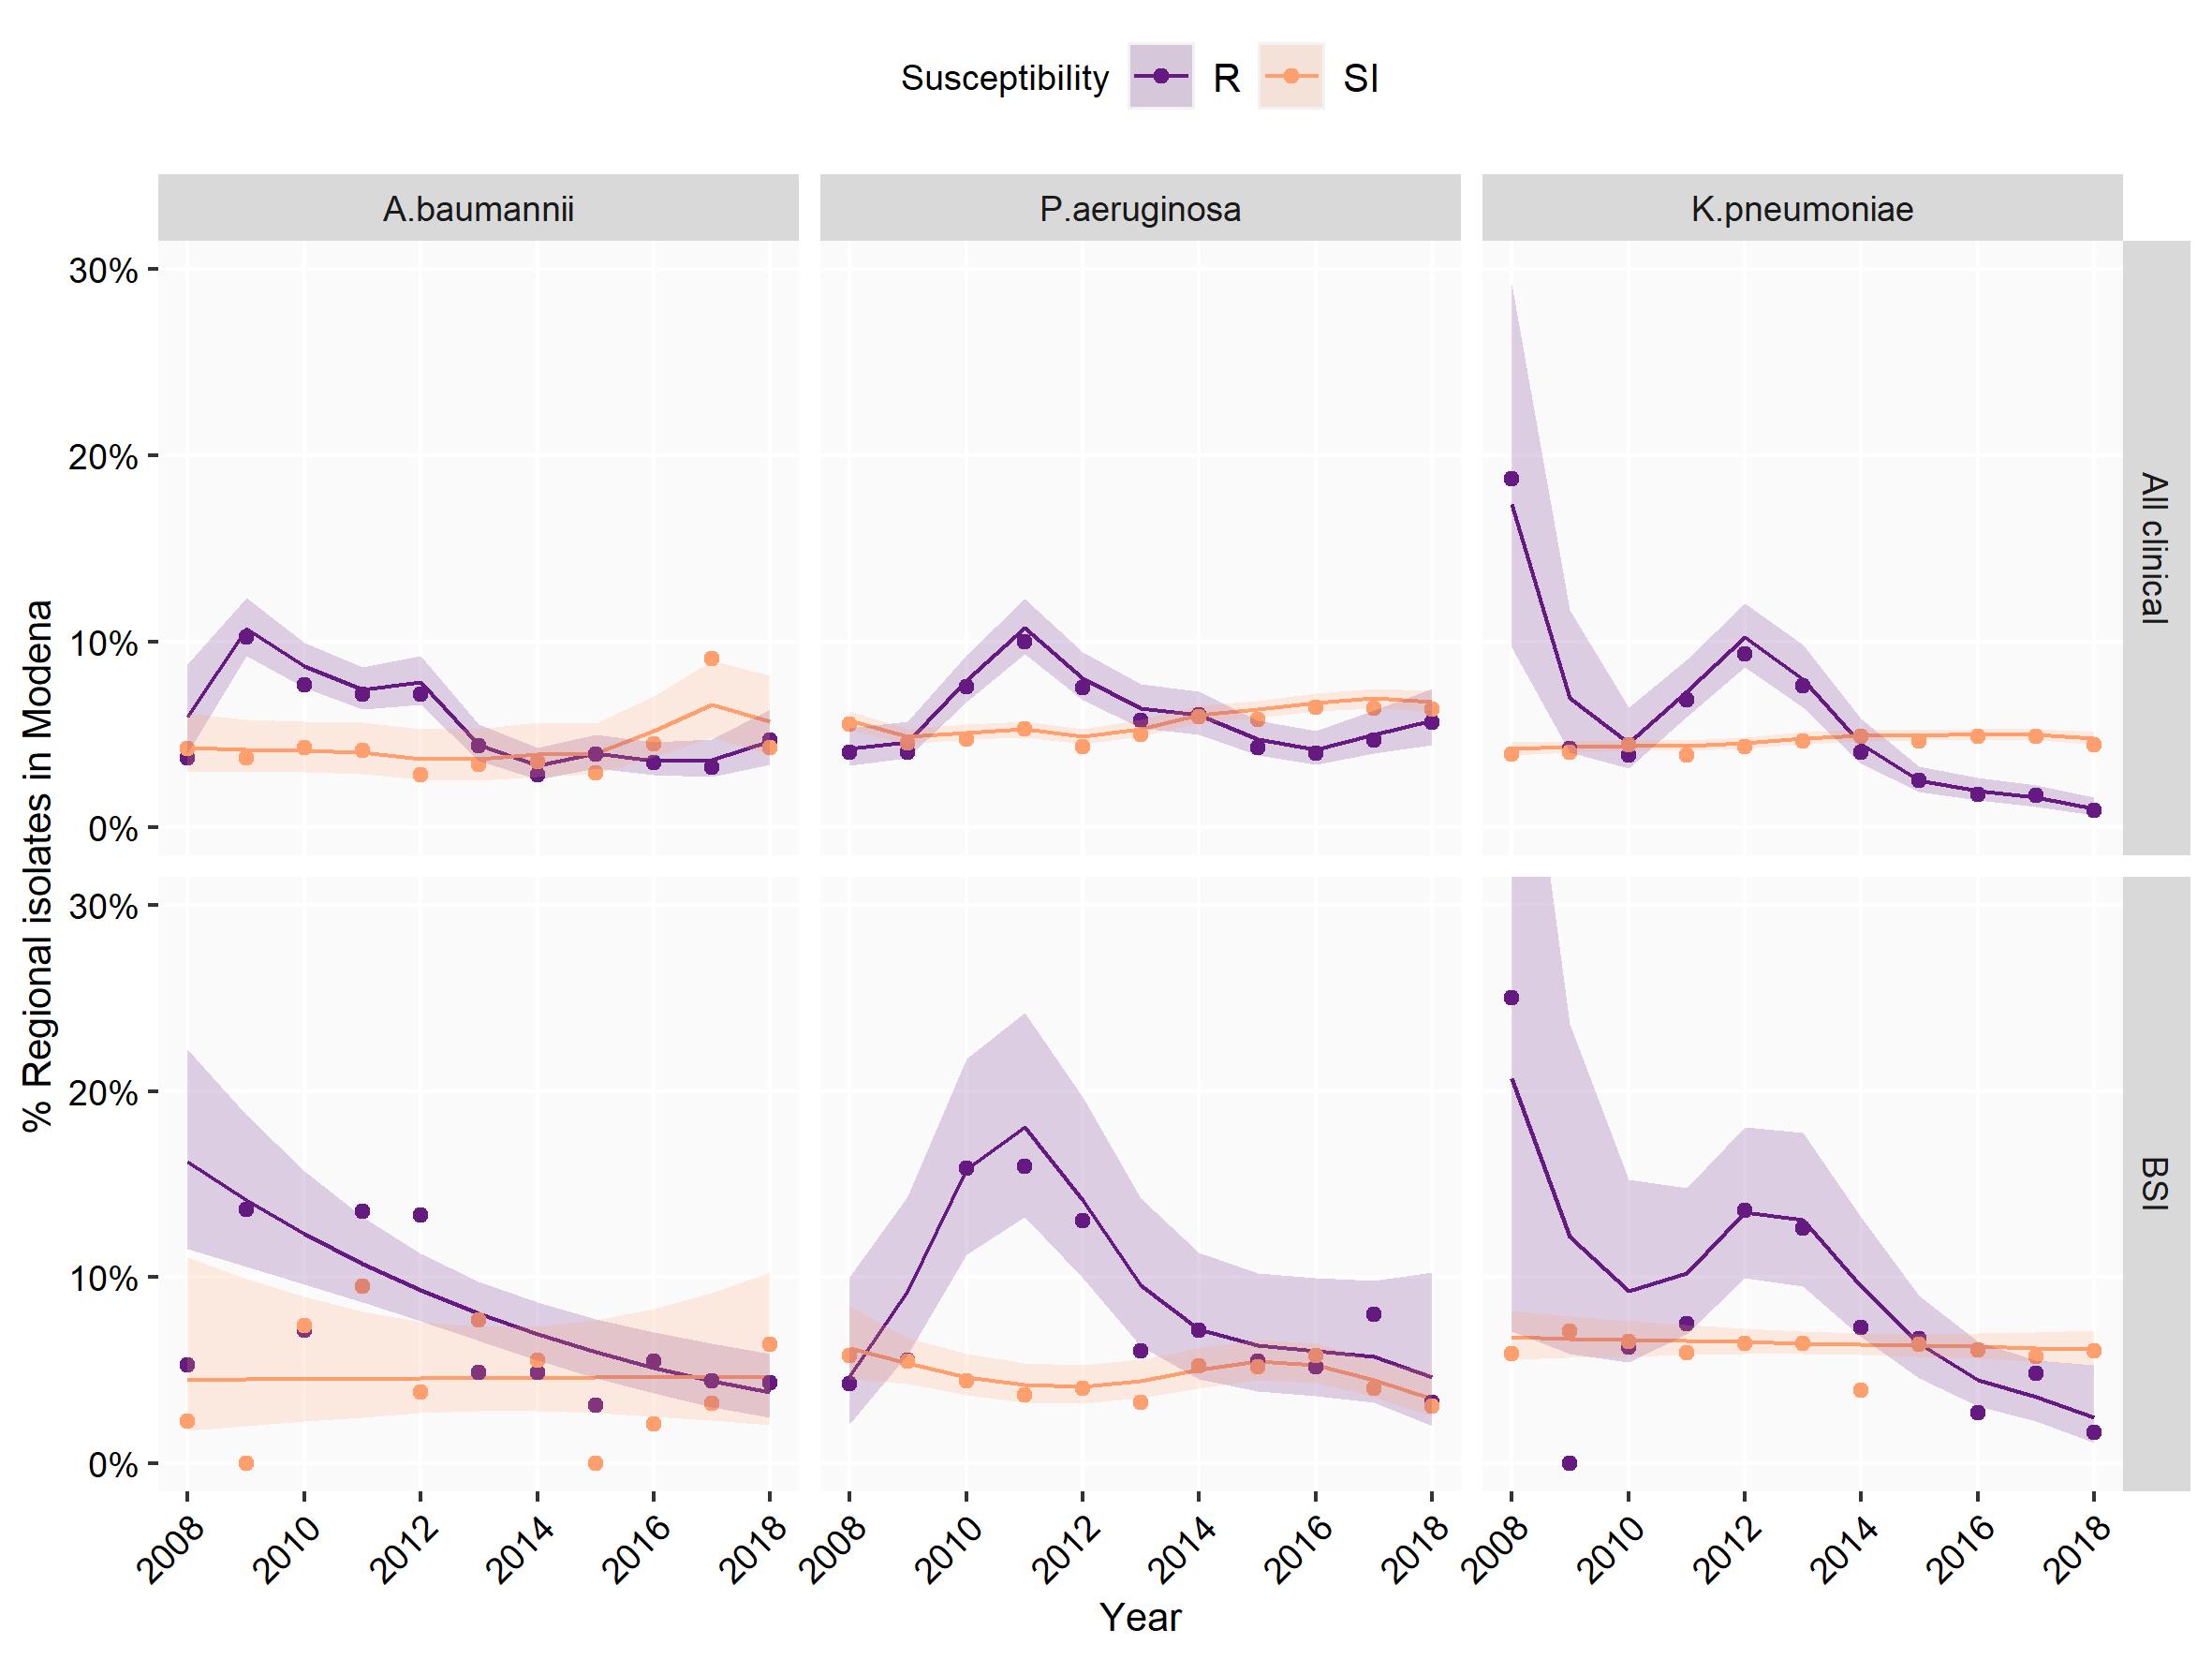 Susceptibility R SI
A.baumannii P.aeruginosa K.pneumoniae
30%
20%
10%
0%
All clinical
% Regional isolates in Modena
30%
20%
10%
0%
BSI
2008 2010 2012 2014 2016 2018 2008 2010 2012 2014 2016 2018 2008 2010 2012 2014 2016 2018
Year